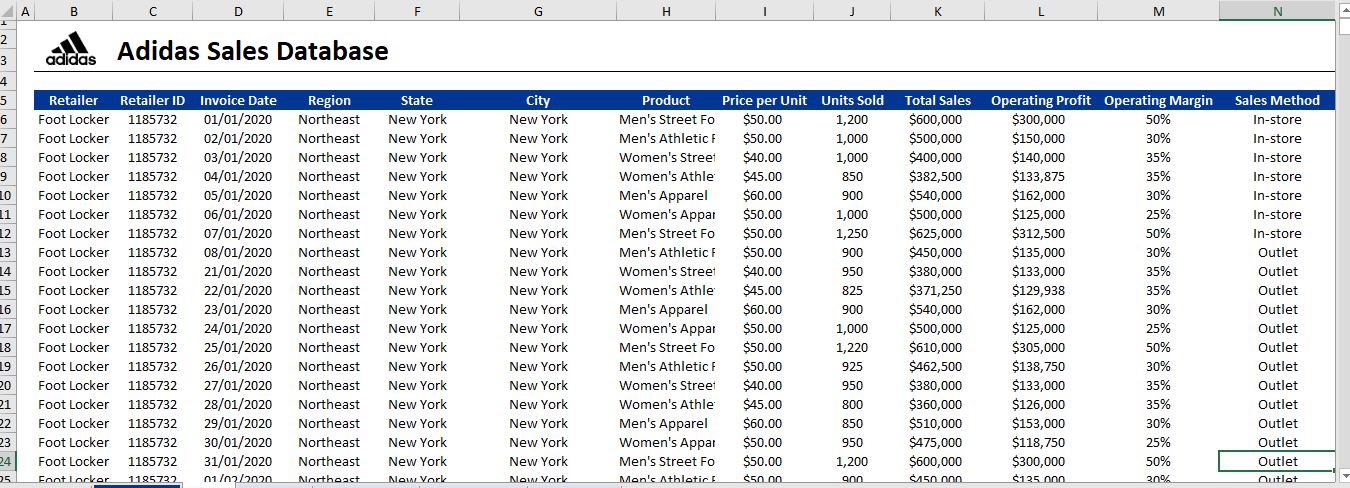 A B C D E F G H I J K L M N
2
3 adidas Adidas Sales Database
4
5 Retailer Retailer ID Invoice Date Region State City Product Price per Unit Units Sold Total Sales Operating Profit Operating Margin Sales Method
6 Foot Locker 1185732 01/01/2020 Northeast New York New York Men's Street Fo $50.00 1,200 $600,000 $300,000 50% In-store
7 Foot Locker 1185732 02/01/2020 Northeast New York New York Men's Athletic F $50.00 1,000 $500,000 $150,000 30% In-store
8 Foot Locker 1185732 03/01/2020 Northeast New York New York Women's Street $40.00 1,000 $400,000 $140,000 35% In-store
9 Foot Locker 1185732 04/01/2020 Northeast New York New York Women's Athle $45.00 850 $382,500 $133,875 35% In-store
10 Foot Locker 1185732 05/01/2020 Northeast New York New York Men's Apparel $60.00 900 $540,000 $162,000 30% In-store
11 Foot Locker 1185732 06/01/2020 Northeast New York New York Women's Appar $50.00 1,000 $500,000 $125,000 25% In-store
12 Foot Locker 1185732 07/01/2020 Northeast New York New York Men's Street Fo $50.00 1,250 $625,000 $312,500 50% In-store
13 Foot Locker 1185732 08/01/2020 Northeast New York New York Men's Athletic F $50.00 900 $450,000 $135,000 30% Outlet
14 Foot Locker 1185732 21/01/2020 Northeast New York New York Women's Street $40.00 950 $380,000 $133,000 35% Outlet
15 Foot Locker 1185732 22/01/2020 Northeast New York New York Women's Athle $45.00 825 $371,250 $129,938 35% Outlet
16 Foot Locker 1185732 23/01/2020 Northeast New York New York Men's Apparel $60.00 900 $540,000 $162,000 30% Outlet
17 Foot Locker 1185732 24/01/2020 Northeast New York New York Women's Appar $50.00 1,000 $500,000 $125,000 25% Outlet
18 Foot Locker 1185732 25/01/2020 Northeast New York New York Men's Street Fo $50.00 1,220 $610,000 $305,000 50% Outlet
19 Foot Locker 1185732 26/01/2020 Northeast New York New York Men's Athletic F $50.00 925 $462,500 $138,750 30% Outlet
20 Foot Locker 1185732 27/01/2020 Northeast New York New York Women's Street $40.00 950 $380,000 $133,000 35% Outlet
21 Foot Locker 1185732 28/01/2020 Northeast New York New York Women's Athle $45.00 800 $360,000 $126,000 35% Outlet
22 Foot Locker 1185732 29/01/2020 Northeast New York New York Men's Apparel $60.00 850 $510,000 $153,000 30% Outlet
23 Foot Locker 1185732 30/01/2020 Northeast New York New York Women's Appar $50.00 950 $475,000 $118,750 25% Outlet
24 Foot Locker 1185732 31/01/2020 Northeast New York New York Men's Street Fo $50.00 1,200 $600,000 $300,000 50% Outlet
25 Foot Locker 1185732 01/02/2020 Northeast New York New York Men's Athletic F $50.00 900 $450,000 $135,000 30% Outlet